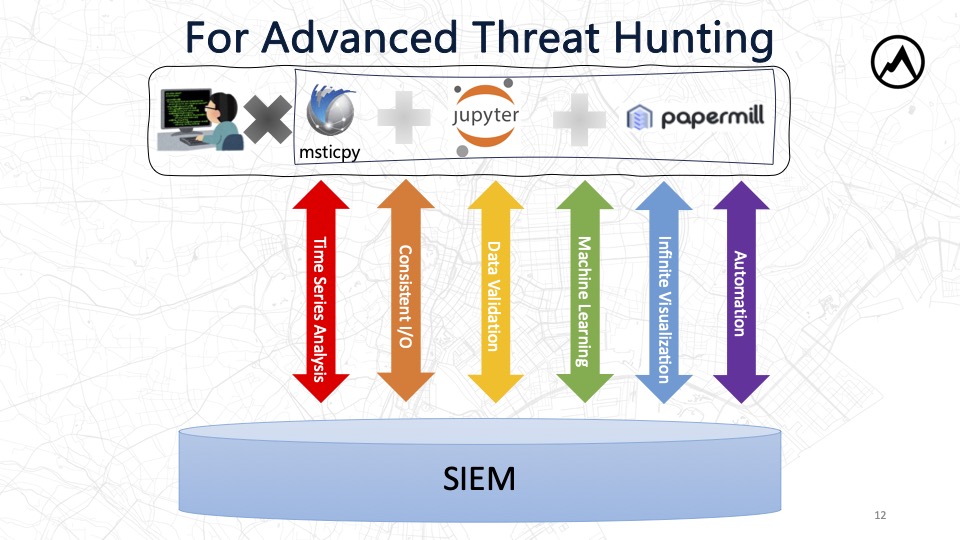 For Advanced Threat Hunting
msticpy
jupyter
papermill
Time Series Analysis
Consistent I/O
Data Validation
Machine Learning
Infinite Visualization
Automation
SIEM
12